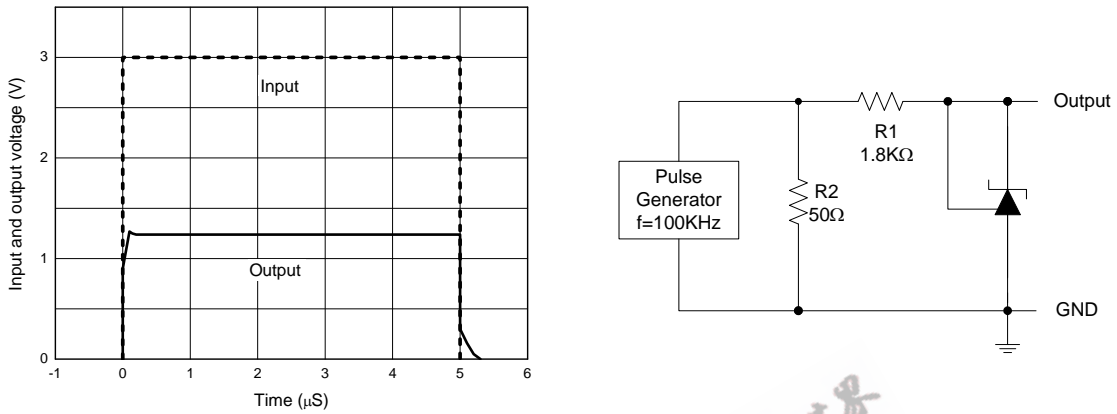 Input and output voltage (V)
3
2
1
0
-1
0
1
2
3
4
5
6
Time (μS)
Input
Output
Pulse
Generator
f=100KHz
R1
1.8KΩ
R2
50Ω
Output
GND